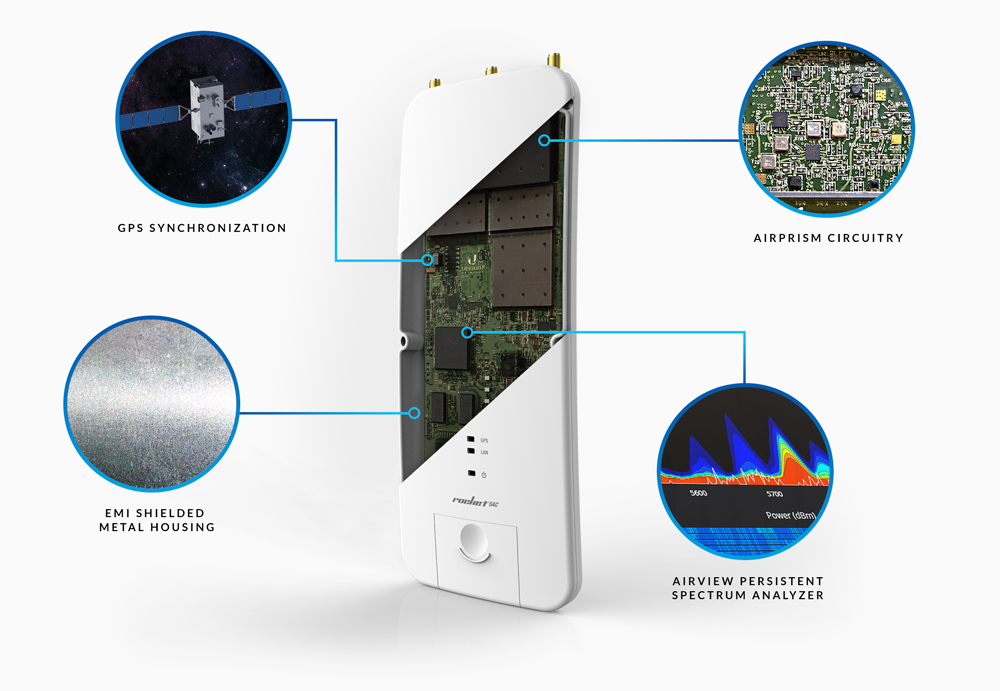 GPS SYNCHRONIZATION
AIRPRISM CIRCUITRY
UBIQUITI
GPS
LAN
rocket 5AC
EMI SHIELDED
METAL HOUSING
5600 5700
Power (dBm)
AIRVIEW PERSISTENT
SPECTRUM ANALYZER